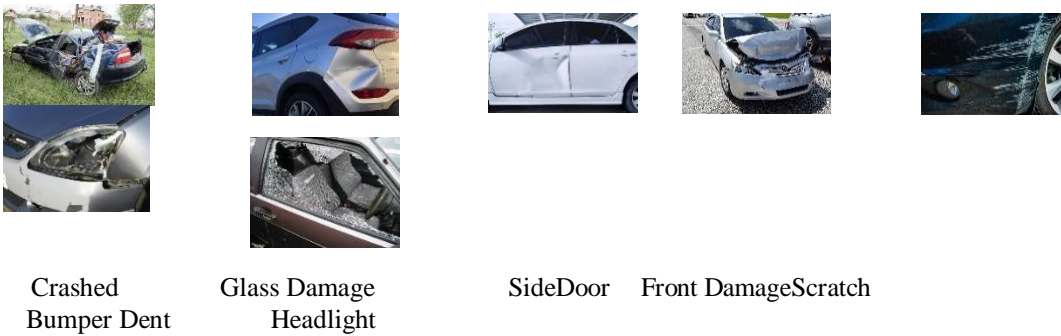 Crashed Glass Damage SideDoor Front DamageScratch
Bumper Dent Headlight